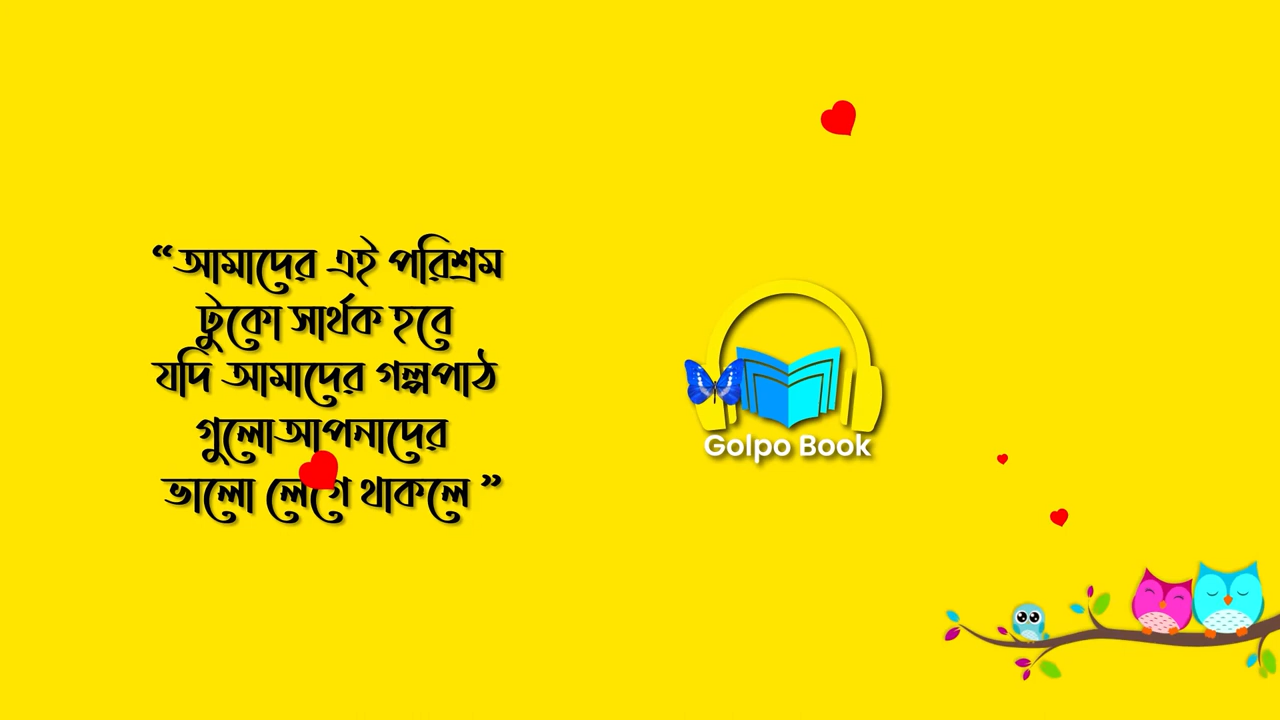 “আমাদের এই পরিশ্রম
টুকো সার্থক হবে
যদি আমাদের গল্পপাঠ
গুলোআপনাদের
ভালো লেগে থাকলে”
Golpo Book